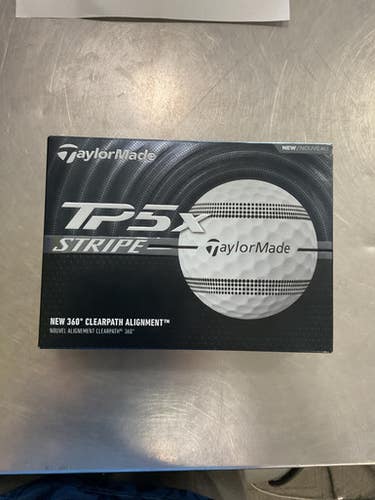 TaylorMade
NEW/NOUVEAU
TP5x
STRIPE
TaylorMade
NEW 360° CLEARPATH ALIGNMENT™
NOUVEL ALIGNEMENT CLEARPATH™ 360°